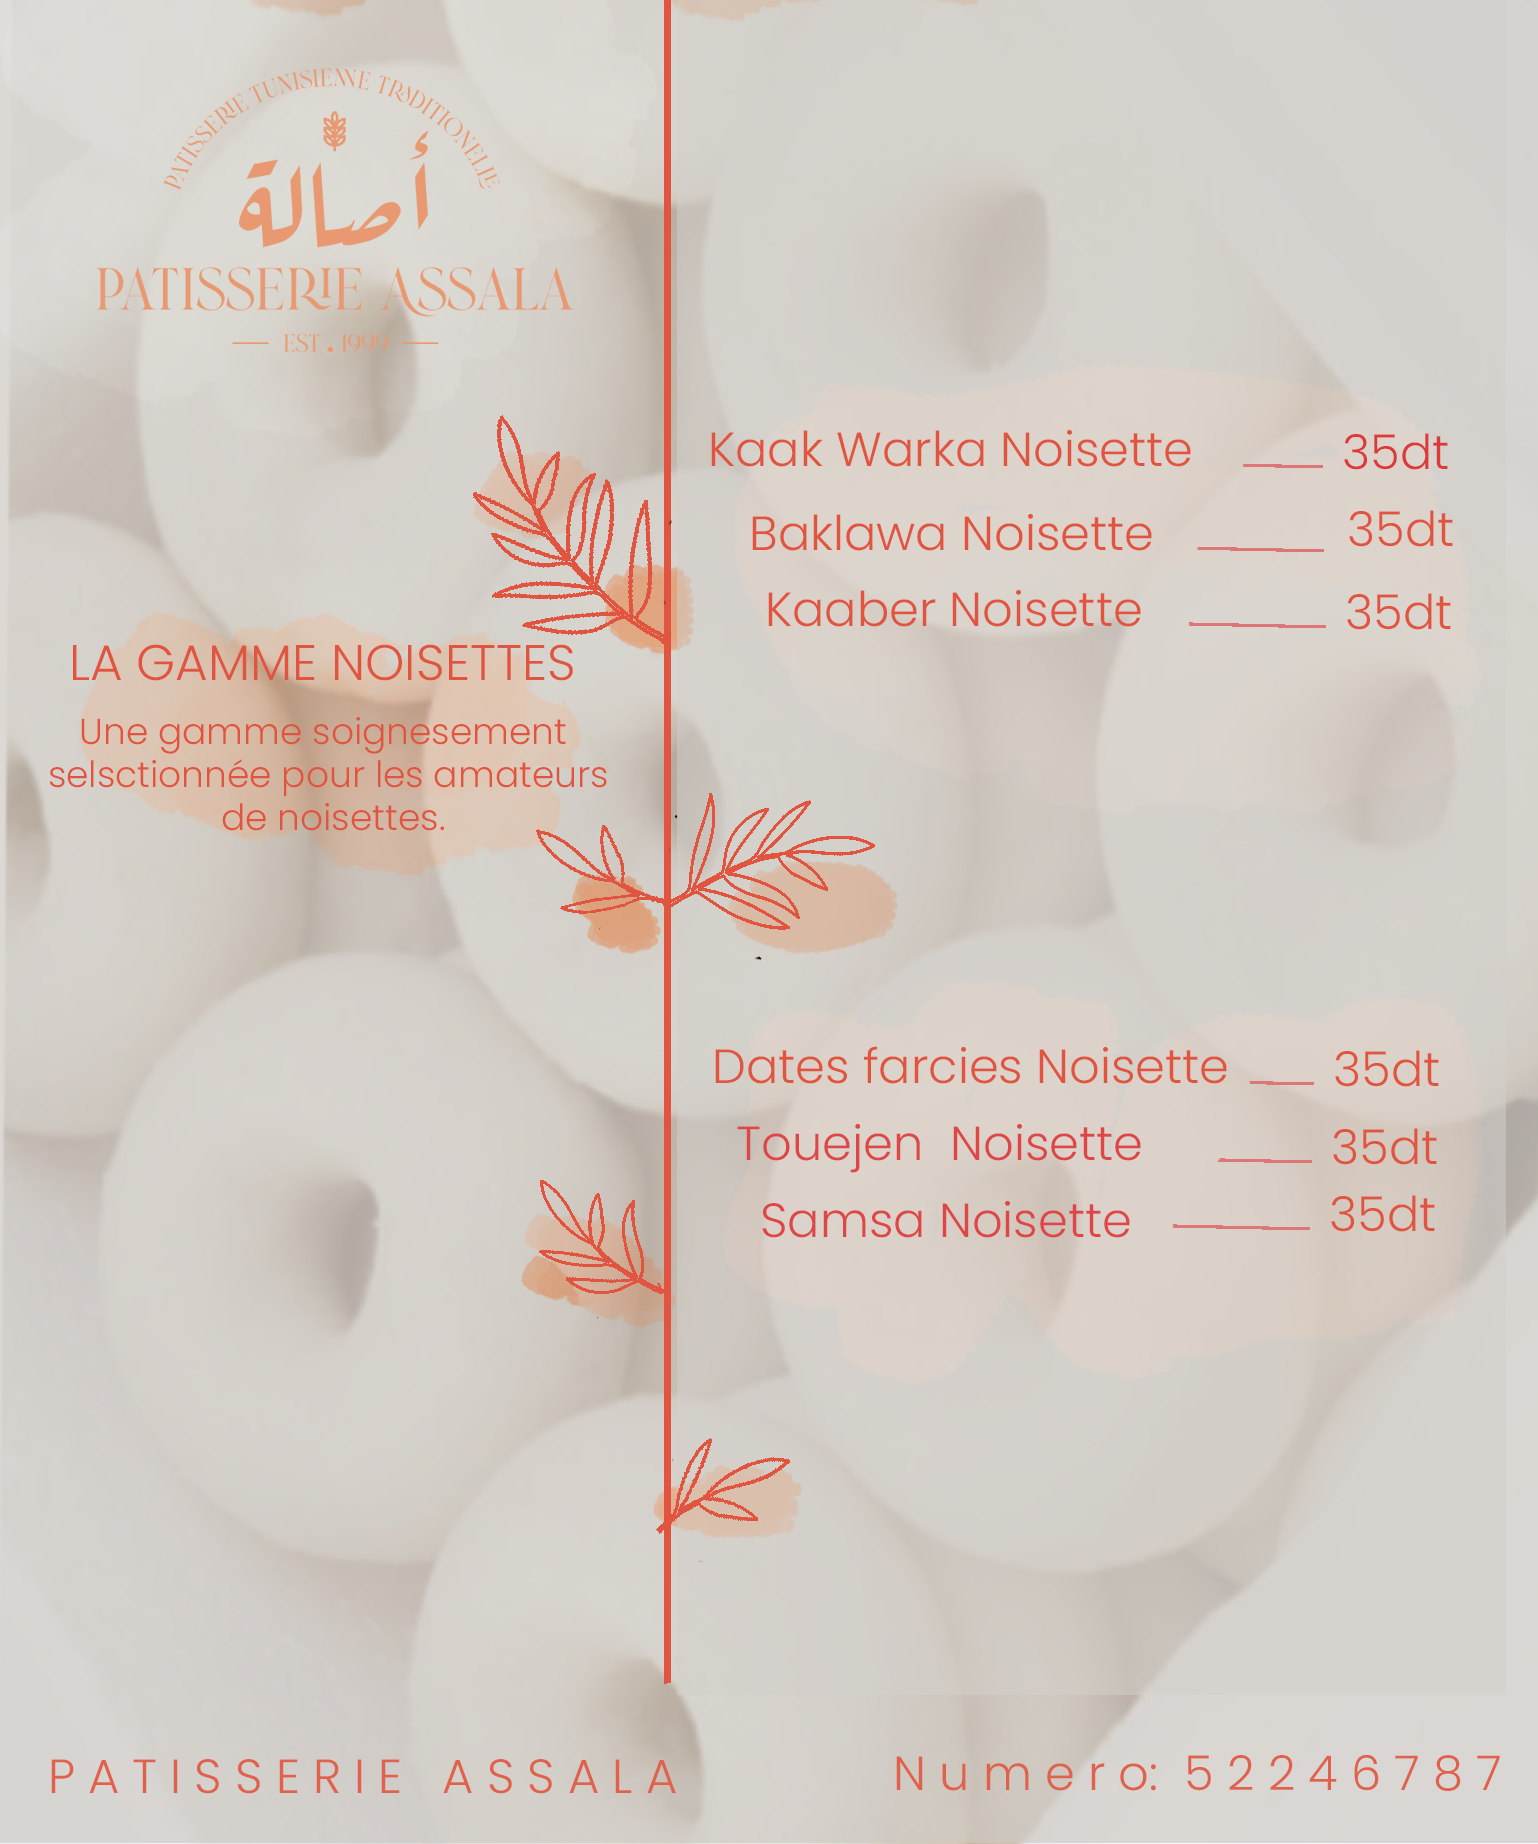 PATISSERIE TUNISIENNE TRADITIONELLE
أصالة
PATISSERIE ASSALA
EST . 1999
LA GAMME NOISETTES
Une gamme soignesement
selsctionnée pour les amateurs
de noisettes.
Kaak Warka Noisette 35dt
Baklawa Noisette 35dt
Kaaber Noisette 35dt
Dates farcies Noisette 35dt
Touejen Noisette 35dt
Samsa Noisette 35dt
PATISSERIE ASSALA
Numero: 52246787